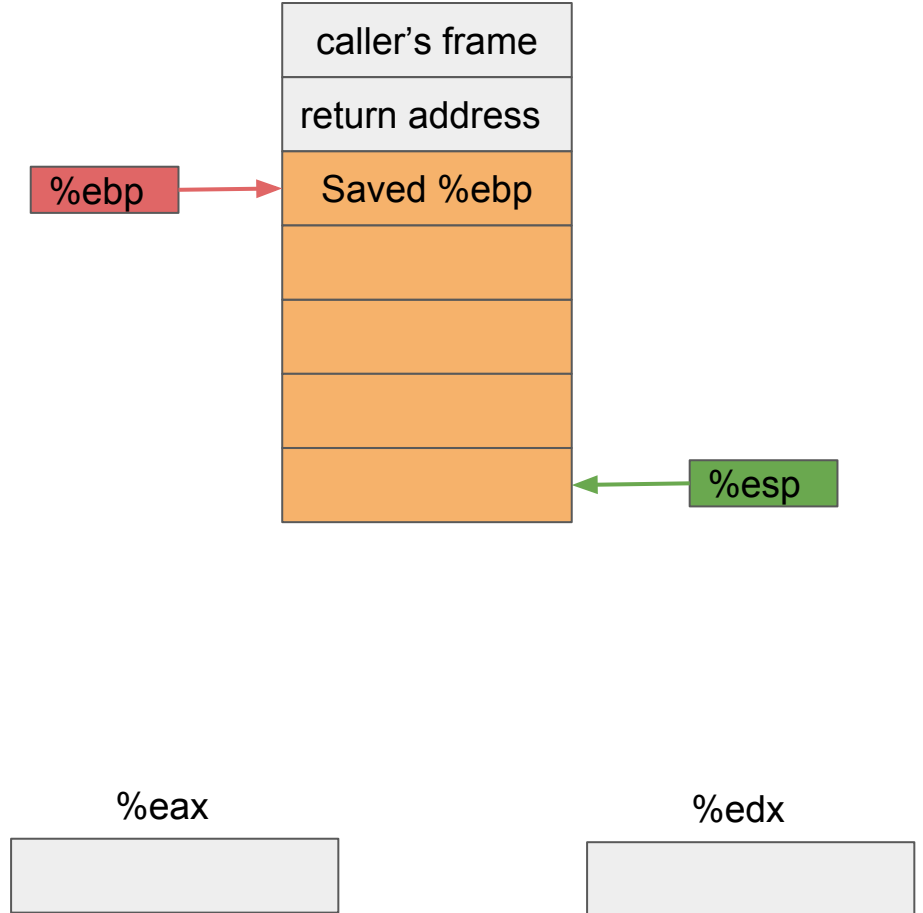 caller’s frame
return address
%ebp
Saved %ebp
%esp
%eax
%edx